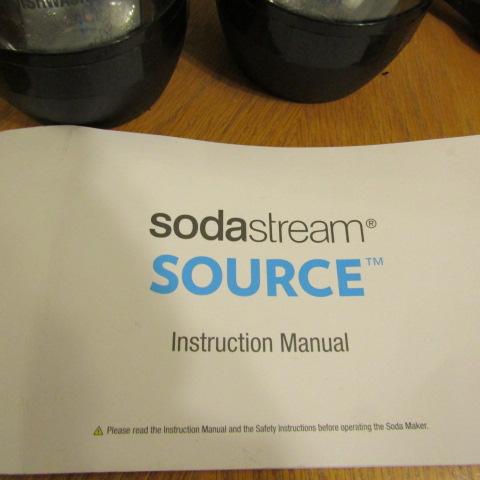 sodastream®
SOURCE™
Instruction Manual
⚠ Please read the Instruction Manual and the Safety Instructions before operating the Soda Maker.